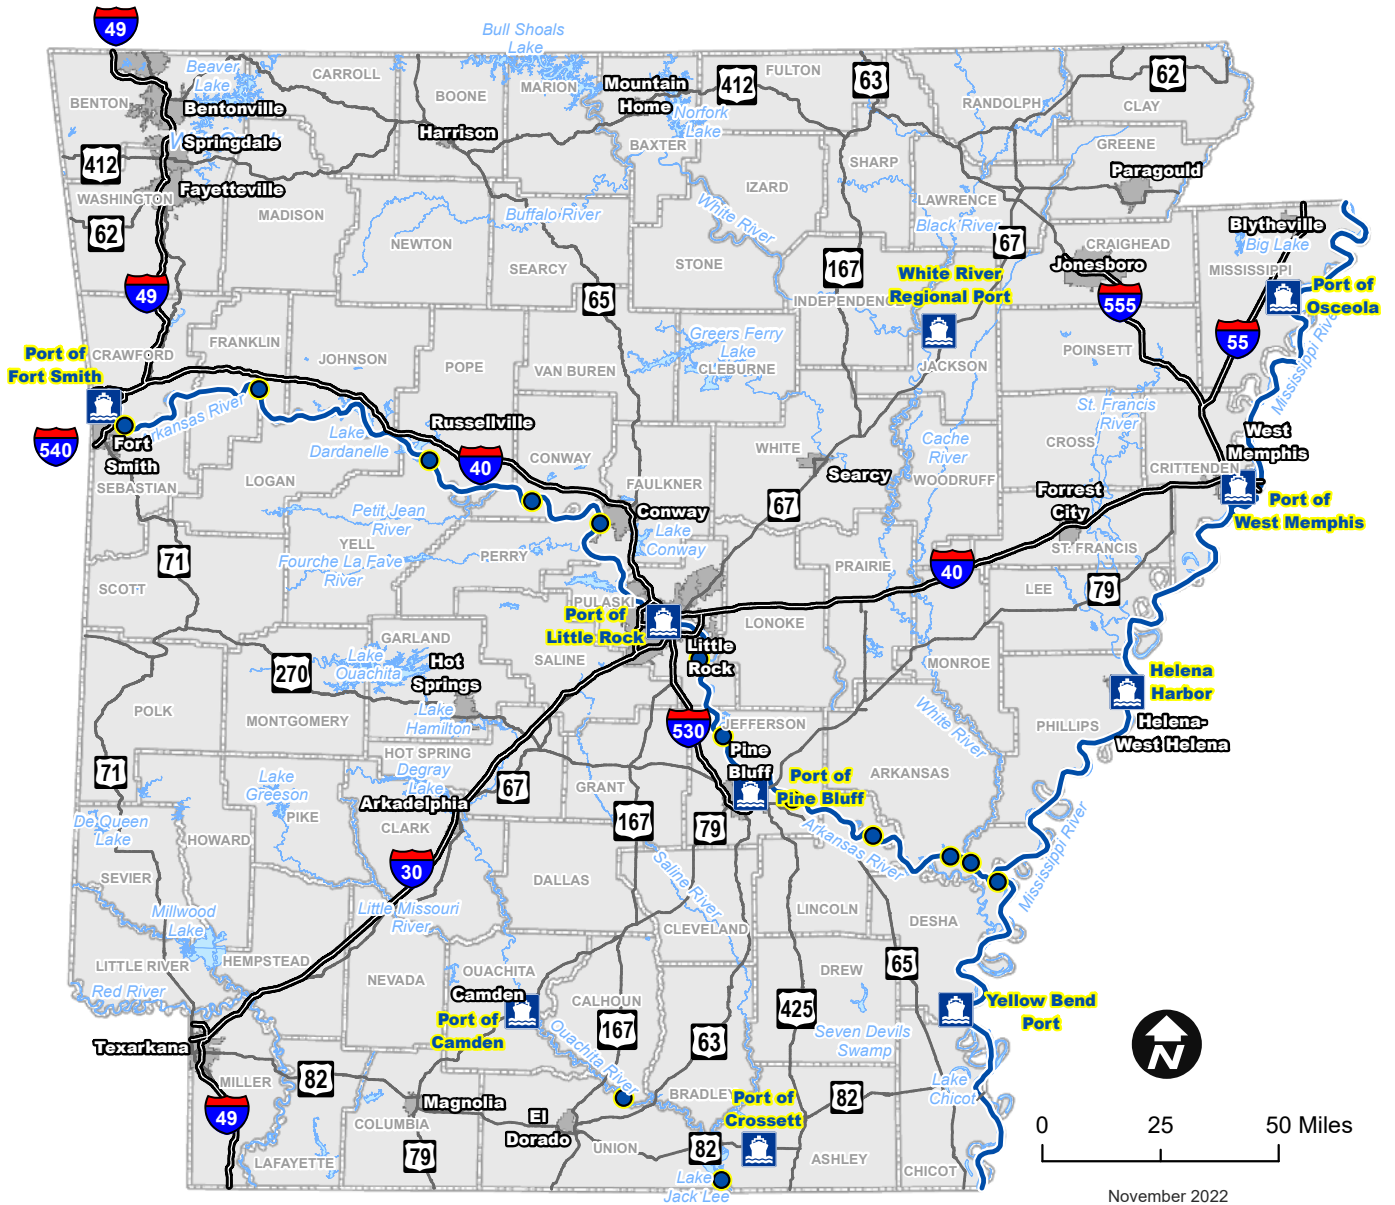 49
Bull Shoals
Lake
Beaver
Lake
CARROLL
BOONE
MARION
Mountain
Home
412
FULTON
63
62
BENTON
Bentonville
Harrison
Norfork
Lake
RANDOLPH
CLAY
Springdale
BAXTER
GREENE
412
SHARP
Paragould
Fayetteville
WASHINGTON
IZARD
LAWRENCE
62
MADISON
Buffalo River
White River
Black River
Blytheville
NEWTON
67
CRAIGHEAD
Big Lake
SEARCY
STONE
167
White River
Regional Port
Jonesboro
MISSISSIPPI
49
65
INDEPENDENCE
555
Port of
Osceola
Greers Ferry
Lake
CLEBURNE
55
Mississippi River
FRANKLIN
Port of
Fort Smith
CRAWFORD
JOHNSON
POPE
VAN BUREN
JACKSON
POINSETT
Arkansas River
Russellville
St. Francis
River
540
Fort
Smith
Lake
Dardanelle
40
CONWAY
WHITE
Cache
River
CROSS
West
Memphis
SEBASTIAN
LOGAN
FAULKNER
Searcy
WOODRUFF
CRITTENDEN
Forrest
City
Port of
West Memphis
Petit Jean
River
Conway
67
YELL
Fourche La Fave
River
PERRY
Lake
Conway
ST. FRANCIS
71
PRAIRIE
40
SCOTT
LEE
79
PULASKI
Port of
Little Rock
LONOKE
GARLAND
Little
Rock
Lake
Ouachita
Hot
Springs
SALINE
MONROE
Helena
Harbor
270
POLK
MONTGOMERY
Lake
Hamilton
530
JEFFERSON
White River
PHILLIPS
Helena-
West Helena
HOT SPRING
Degray
Lake
Pine
Bluff
71
Lake
Greeson
67
GRANT
Port of
Pine Bluff
ARKANSAS
Arkadelphia
De Queen
Lake
HOWARD
PIKE
CLARK
167
79
Arkansas River
Mississippi River
30
SEVIER
DALLAS
Saline River
Millwood
Lake
Little Missouri
River
LINCOLN
DESHA
CLEVELAND
LITTLE RIVER
HEMPSTEAD
NEVADA
OUACHITA
DREW
65
Red River
Camden
CALHOUN
425
Yellow Bend
Port
Port of
Camden
Ouachita River
167
63
Seven Devils
Swamp
Texarkana
N
MILLER
82
BRADLEY
Port of
Crossett
82
Lake
Chicot
49
Magnolia
COLUMBIA
El
Dorado
0 25 50 Miles
79
UNION
82
ASHLEY
LAFAYETTE
Lake
Jack Lee
CHICOT
November 2022